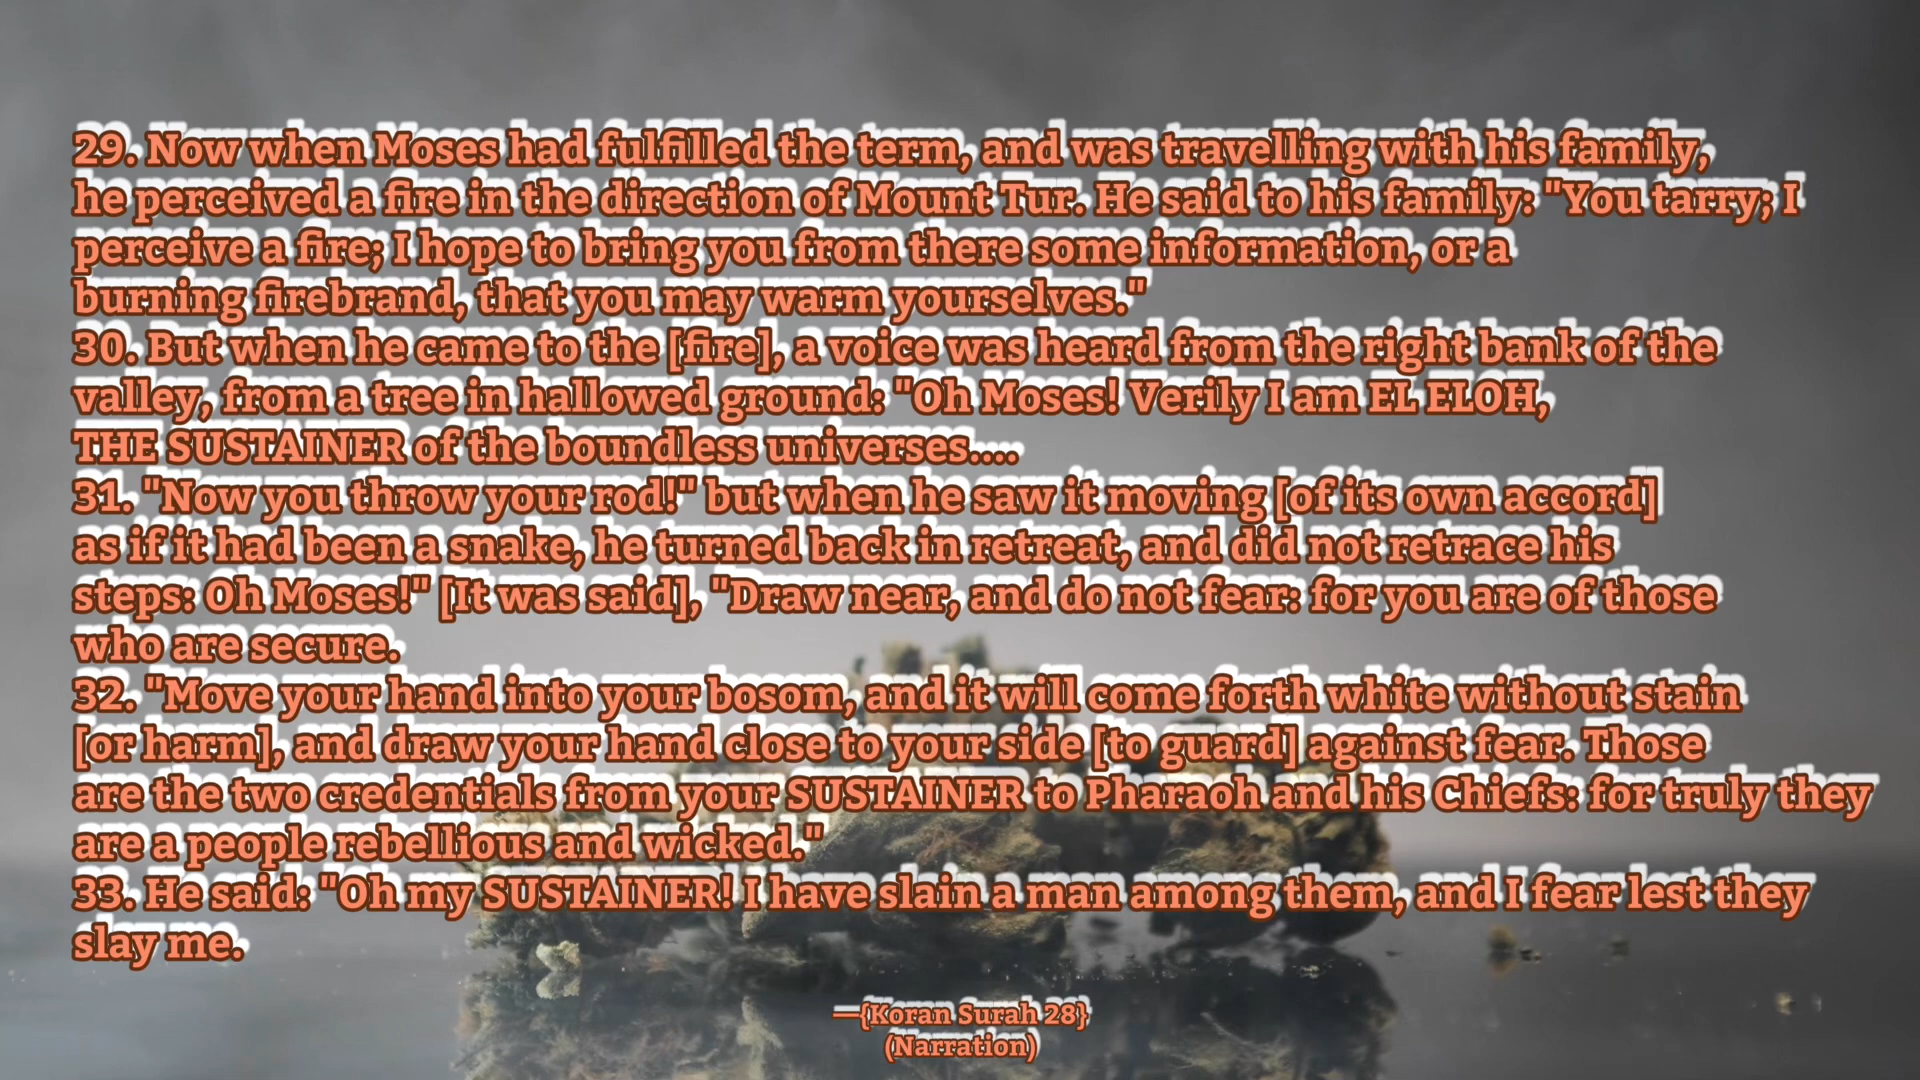 29. Now when Moses had fulfilled the term, and was travelling with his family,
he perceived a fire in the direction of Mount Tur. He said to his family: "You tarry; I
perceive a fire; I hope to bring you from there some information, or a
burning firebrand, that you may warm yourselves."
30. But when he came to the [fire], a voice was heard from the right bank of the
valley, from a tree in hallowed ground: "Oh Moses! Verily I am EL ELOH,
THE SUSTAINER of the boundless universes....
31. "Now you throw your rod!" but when he saw it moving [of its own accord]
as if it had been a snake, he turned back in retreat, and did not retrace his
steps: Oh Moses!" [It was said], "Draw near, and do not fear: for you are of those
who are secure.
32. "Move your hand into your bosom, and it will come forth white without stain
[or harm], and draw your hand close to your side [to guard] against fear. Those
are the two credentials from your SUSTAINER to Pharaoh and his Chiefs: for truly they
are a people rebellious and wicked."
33. He said: "Oh my SUSTAINER! I have slain a man among them, and I fear lest they
slay me.
—{Koran Surah 28}
(Narration)